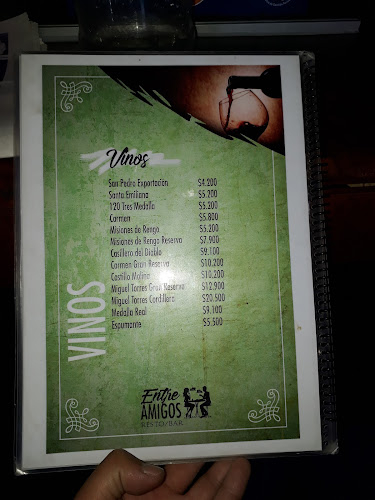 Vinos
San Pedro Exportación $4.200
Santa Emiliana $5.200
120 Tres Medalla $5.200
Carmen $5.800
Misiones de Rengo $5.200
Misiones de Rengo Reserva $7.900
Casillero del Diablo $9.100
Carmen Gran Reserva $10.200
Castillo Molina $10.200
Miguel Torres Gran Reserva $12.900
Miguel Torres Cordillera $20.500
Medalla Real $9.100
Espumante $5.500
VINOS
Entre
AMIGOS
RESTO/BAR